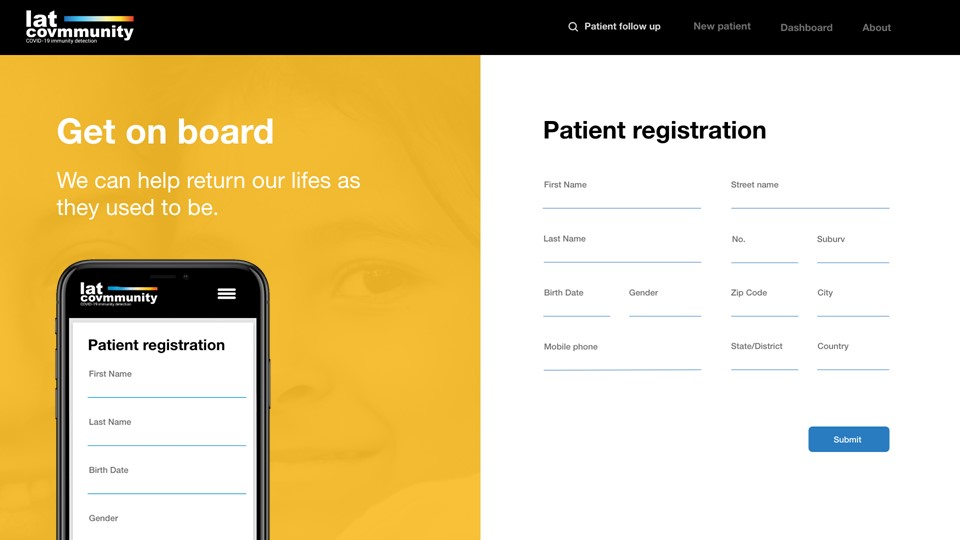 lat
covmmunity
COVID-19 immunity detection
Patient follow up
New patient
Dashboard
About
Get on board
We can help return our lifes as
they used to be.
lat
covmmunity
COVID-19 immunity detection
Patient registration
First Name
Last Name
Birth Date
Gender
Patient registration
First Name
Street name
Last Name
No.
Suburv
Birth Date
Gender
Zip Code
City
Mobile phone
State/District
Country
Submit